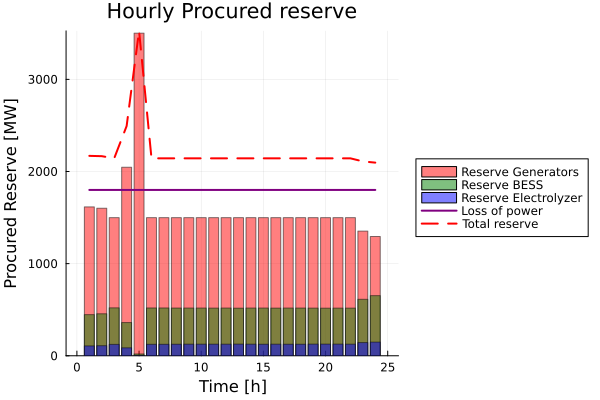 Hourly Procured reserve
Procured Reserve [MW]
3000
2000
1000
0
0 5 10 15 20 25
Time [h]
Reserve Generators
Reserve BESS
Reserve Electrolyzer
Loss of power
Total reserve